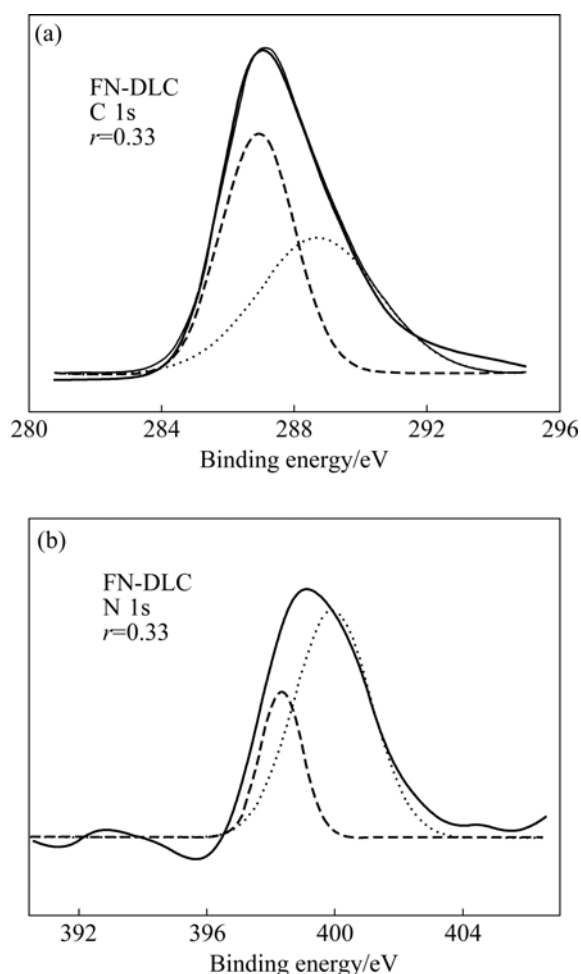 (a)
FN-DLC
C 1s
r=0.33
280 284 288 292 296
Binding energy/eV
(b)
FN-DLC
N 1s
r=0.33
392 396 400 404
Binding energy/eV